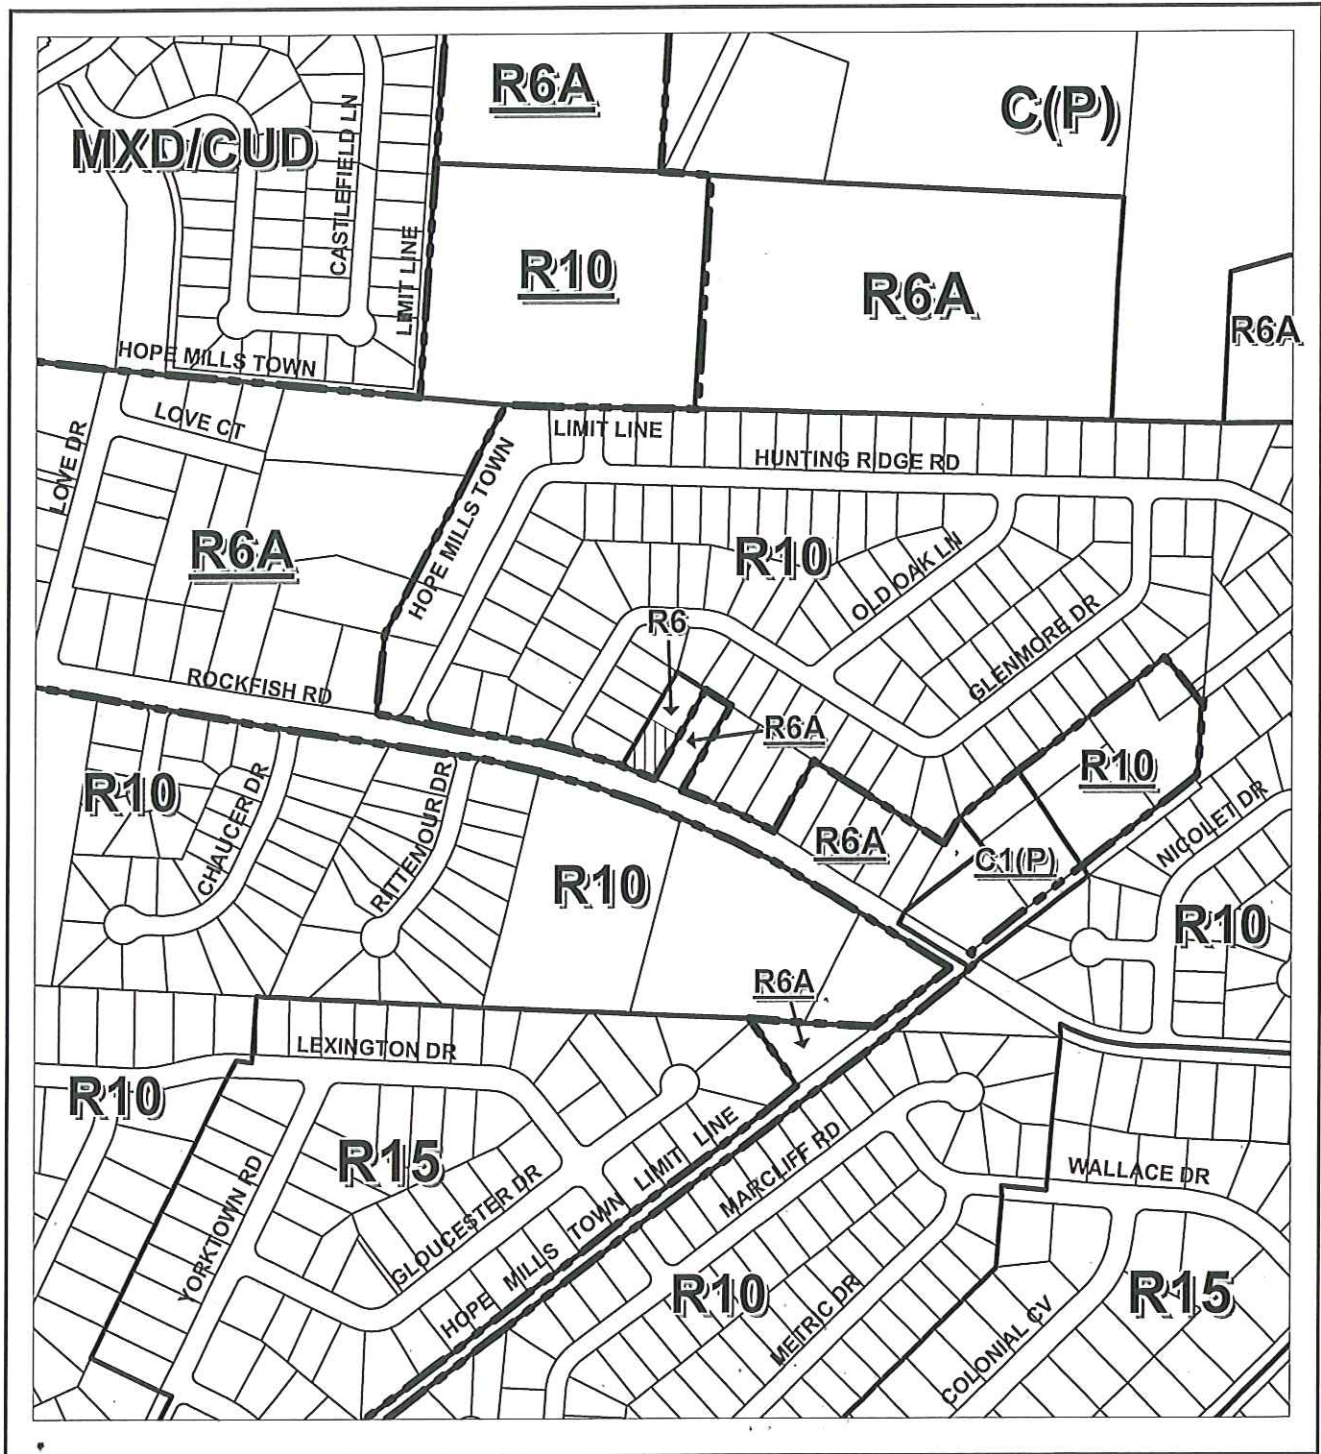 R6A
C(P)
MXD/CUD
CASTLEFIELD LN
LIMIT LINE
R10
R6A
R6A
HOPE MILLS TOWN
LOVE CT
LOVE DR
LIMIT LINE
HUNTING RIDGE RD
HOPE MILLS TOWN
R6A
R10
OLD OAK LN
GLENMORE DR
R6
ROCKFISH RD
R6A
R10
R10
CHAUCER DR
RITTEMOUR DR
R10
R6A
C1(P)
NICOLET DR
R10
R6A
LEXINGTON DR
R10
R15
YORKTOWN RD
GLOUCESTER DR
HOPE MILLS TOWN LIMIT LINE
MARCLIFF RD
WALLACE DR
R10
METRIC DR
COLONIAL CV
R15